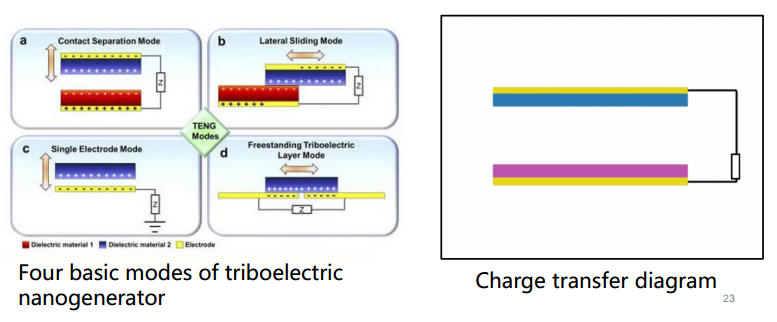 a Contact Separation Mode
Z
b Lateral Sliding Mode
Z
TENG
Modes
c Single Electrode Mode
Z
d Freestanding Triboelectric
Layer Mode
Z
Dielectric material 1 Dielectric material 2 Electrode
Four basic modes of triboelectric
nanogenerator
Charge transfer diagram
23